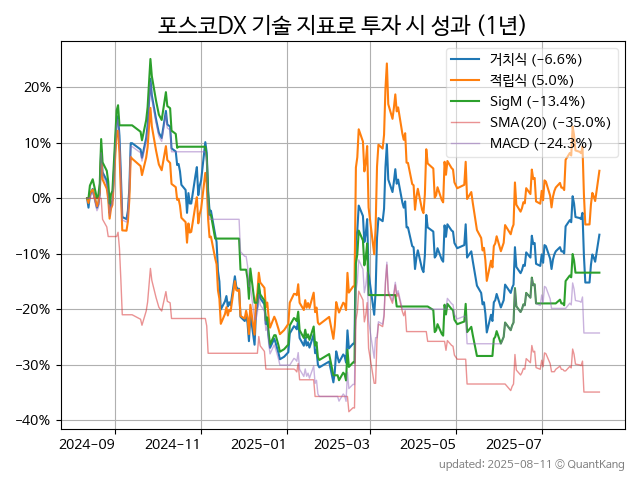 포스코DX 기술 지표로 투자 시 성과 (1년)
거치식 (−6.6%)
적립식 (5.0%)
SigM (−13.4%)
SMA(20) (−35.0%)
MACD (−24.3%)
20%
10%
0%
−10%
−20%
−30%
−40%
2024-09
2024-11
2025-01
2025-03
2025-05
2025-07
updated: 2025-08-11 © QuantKang